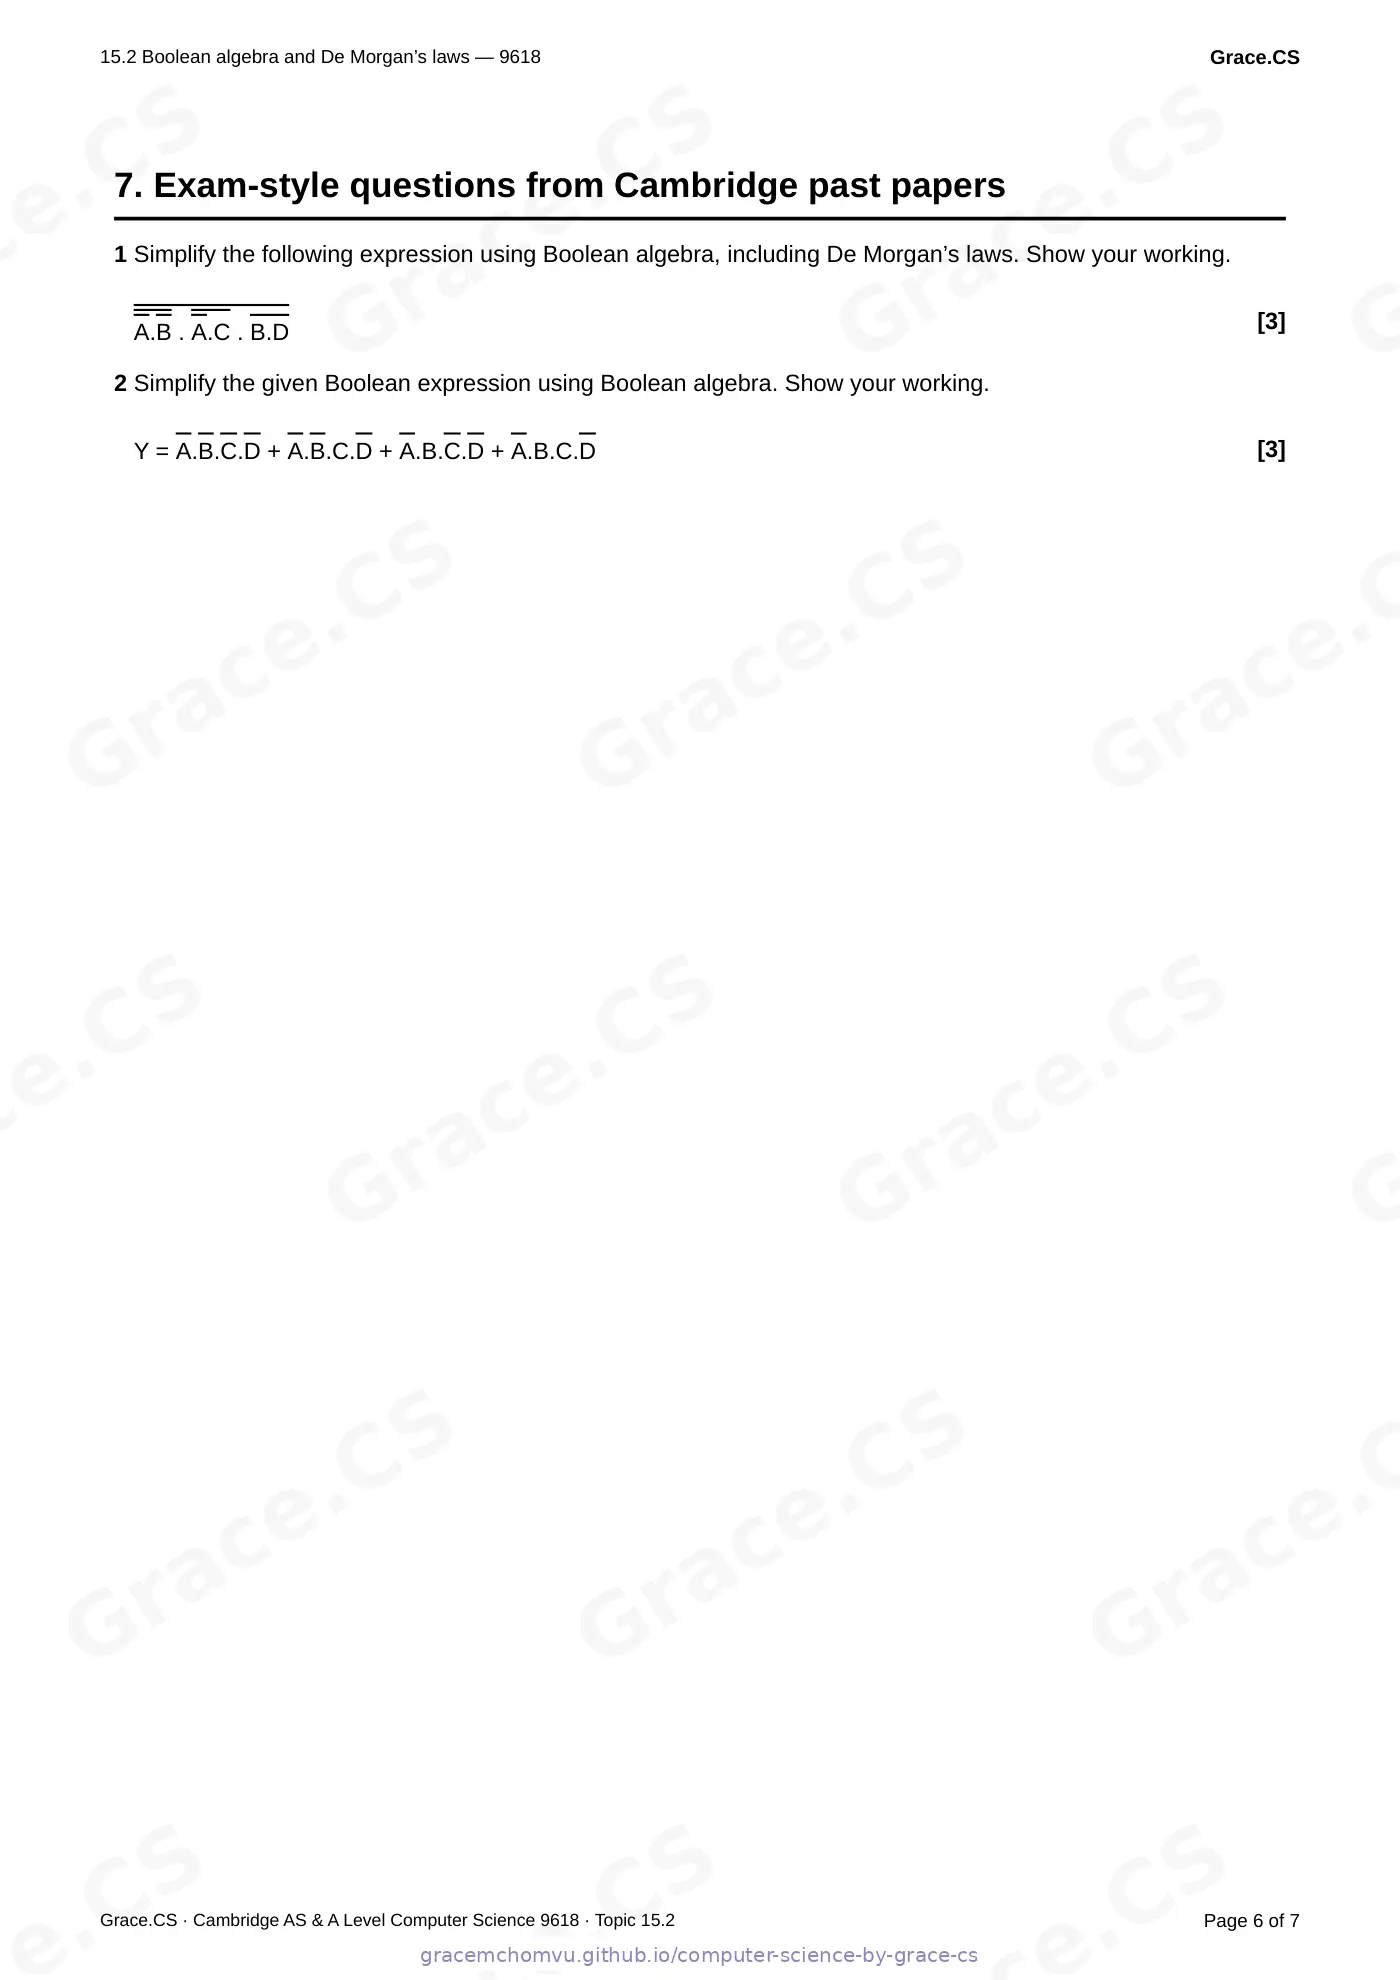 15.2 Boolean algebra and De Morgan’s laws — 9618
Grace.CS
7. Exam-style questions from Cambridge past papers
1 Simplify the following expression using Boolean algebra, including De Morgan’s laws. Show your working.
A̅.B̅ . A̅.C . B.D
[3]
2 Simplify the given Boolean expression using Boolean algebra. Show your working.
Y = A̅.B̅.C̅.D̅ + A̅.B̅.C.D̅ + A̅.B.C̅.D̅ + A̅.B.C.D̅
[3]
Grace.CS · Cambridge AS & A Level Computer Science 9618 · Topic 15.2
Page 6 of 7
gracemchomvu.github.io/computer-science-by-grace-cs